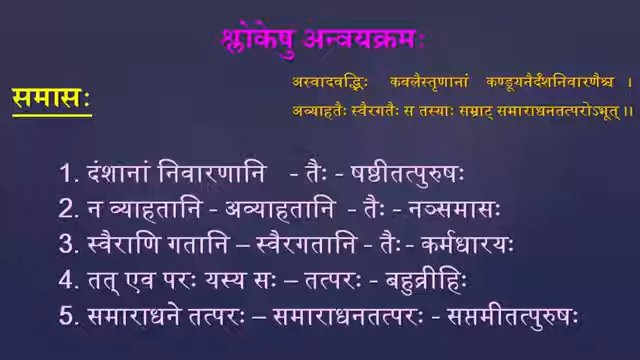 श्लोकेषु अन्वयक्रमः
समासः
अस्वादवद्भिः कवलैस्तृणानां कण्डूयनैर्दंशनिवारणैश्च ।
अव्याहतैः स्वैरगतैः स तस्याः सम्राट् समाराधनतत्परोऽभूत् ।।
1. दंशानां निवारणानि - तैः - षष्ठीतत्पुरुषः
2. न व्याहतानि - अव्याहतानि - तैः - नञ्समासः
3. स्वैराणि गतानि – स्वैरगतानि - तैः- कर्मधारयः
4. तत् एव परः यस्य सः – तत्परः - बहुव्रीहिः
5. समाराधने तत्परः – समाराधनतत्परः - सप्तमीतत्पुरुषः